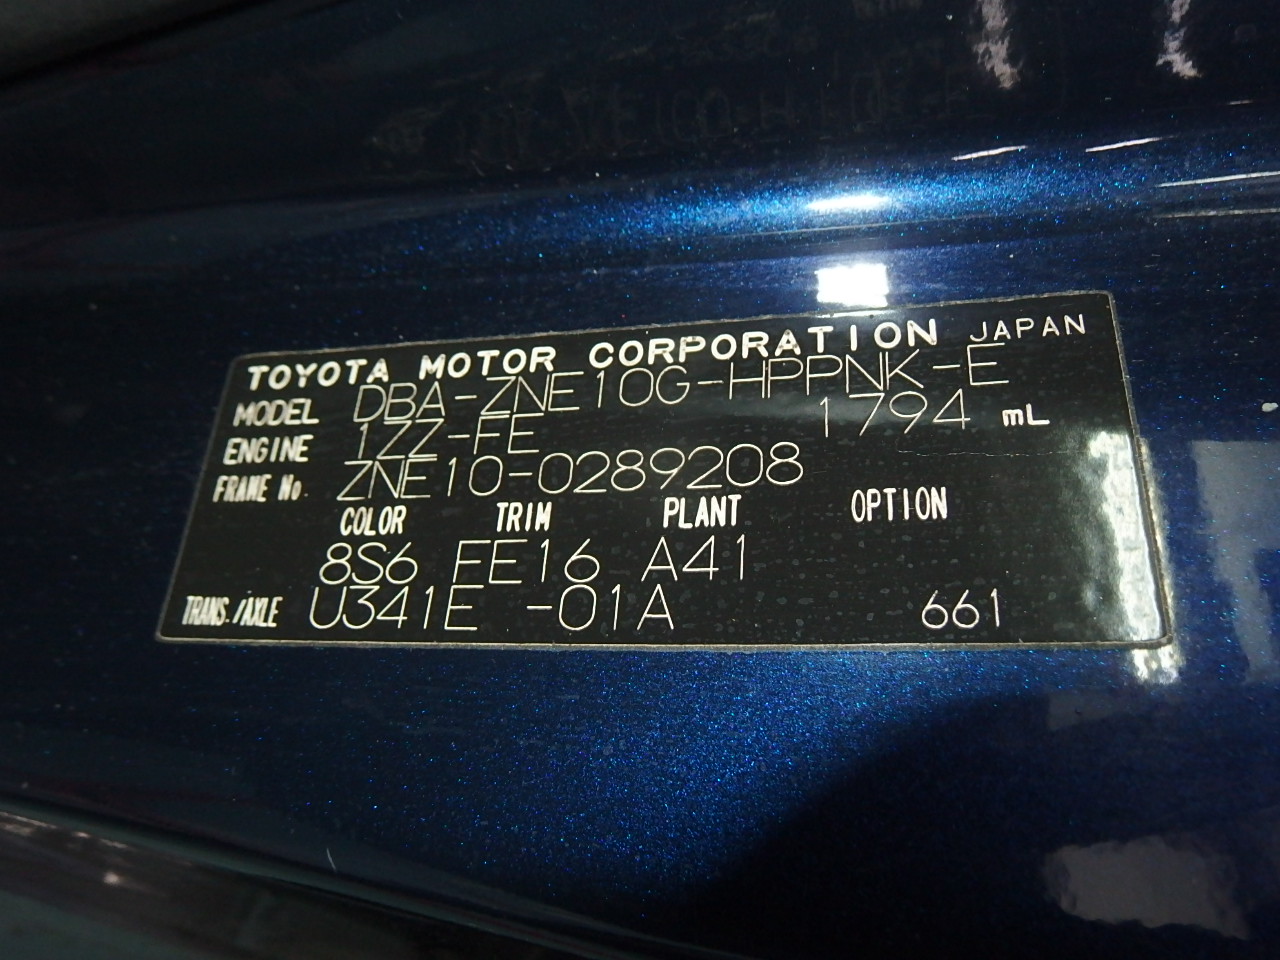 TOYOTA MOTOR CORPORATION JAPAN
MODEL DBA-ZNE10G-HPPNK-E
ENGINE 1ZZ-FE 1794 mL
FRAME No. ZNE10-0289208
COLOR TRIM PLANT OPTION
8S6 FE16 A41
TRANS./AXLE U341E -01A 661